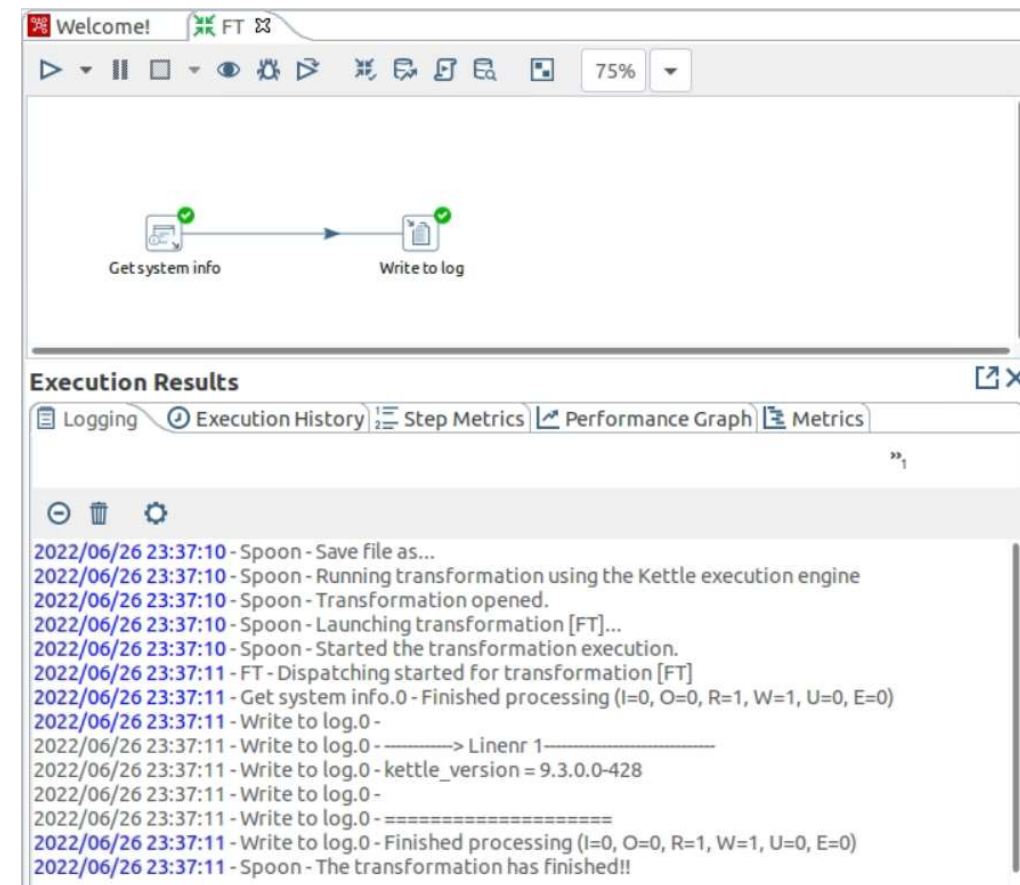 Welcome! FT
75%
Get system info Write to log
Execution Results
Logging Execution History Step Metrics Performance Graph Metrics
»1
2022/06/26 23:37:10 - Spoon - Save file as...
2022/06/26 23:37:10 - Spoon - Running transformation using the Kettle execution engine
2022/06/26 23:37:10 - Spoon - Transformation opened.
2022/06/26 23:37:10 - Spoon - Launching transformation [FT]...
2022/06/26 23:37:10 - Spoon - Started the transformation execution.
2022/06/26 23:37:11 - FT - Dispatching started for transformation [FT]
2022/06/26 23:37:11 - Get system info.0 - Finished processing (I=0, O=0, R=1, W=1, U=0, E=0)
2022/06/26 23:37:11 - Write to log.0 -
2022/06/26 23:37:11 - Write to log.0 - ------------> Linenr 1------------------------------
2022/06/26 23:37:11 - Write to log.0 - kettle_version = 9.3.0.0-428
2022/06/26 23:37:11 - Write to log.0 -
2022/06/26 23:37:11 - Write to log.0 - ====================
2022/06/26 23:37:11 - Write to log.0 - Finished processing (I=0, O=0, R=1, W=1, U=0, E=0)
2022/06/26 23:37:11 - Spoon - The transformation has finished!!